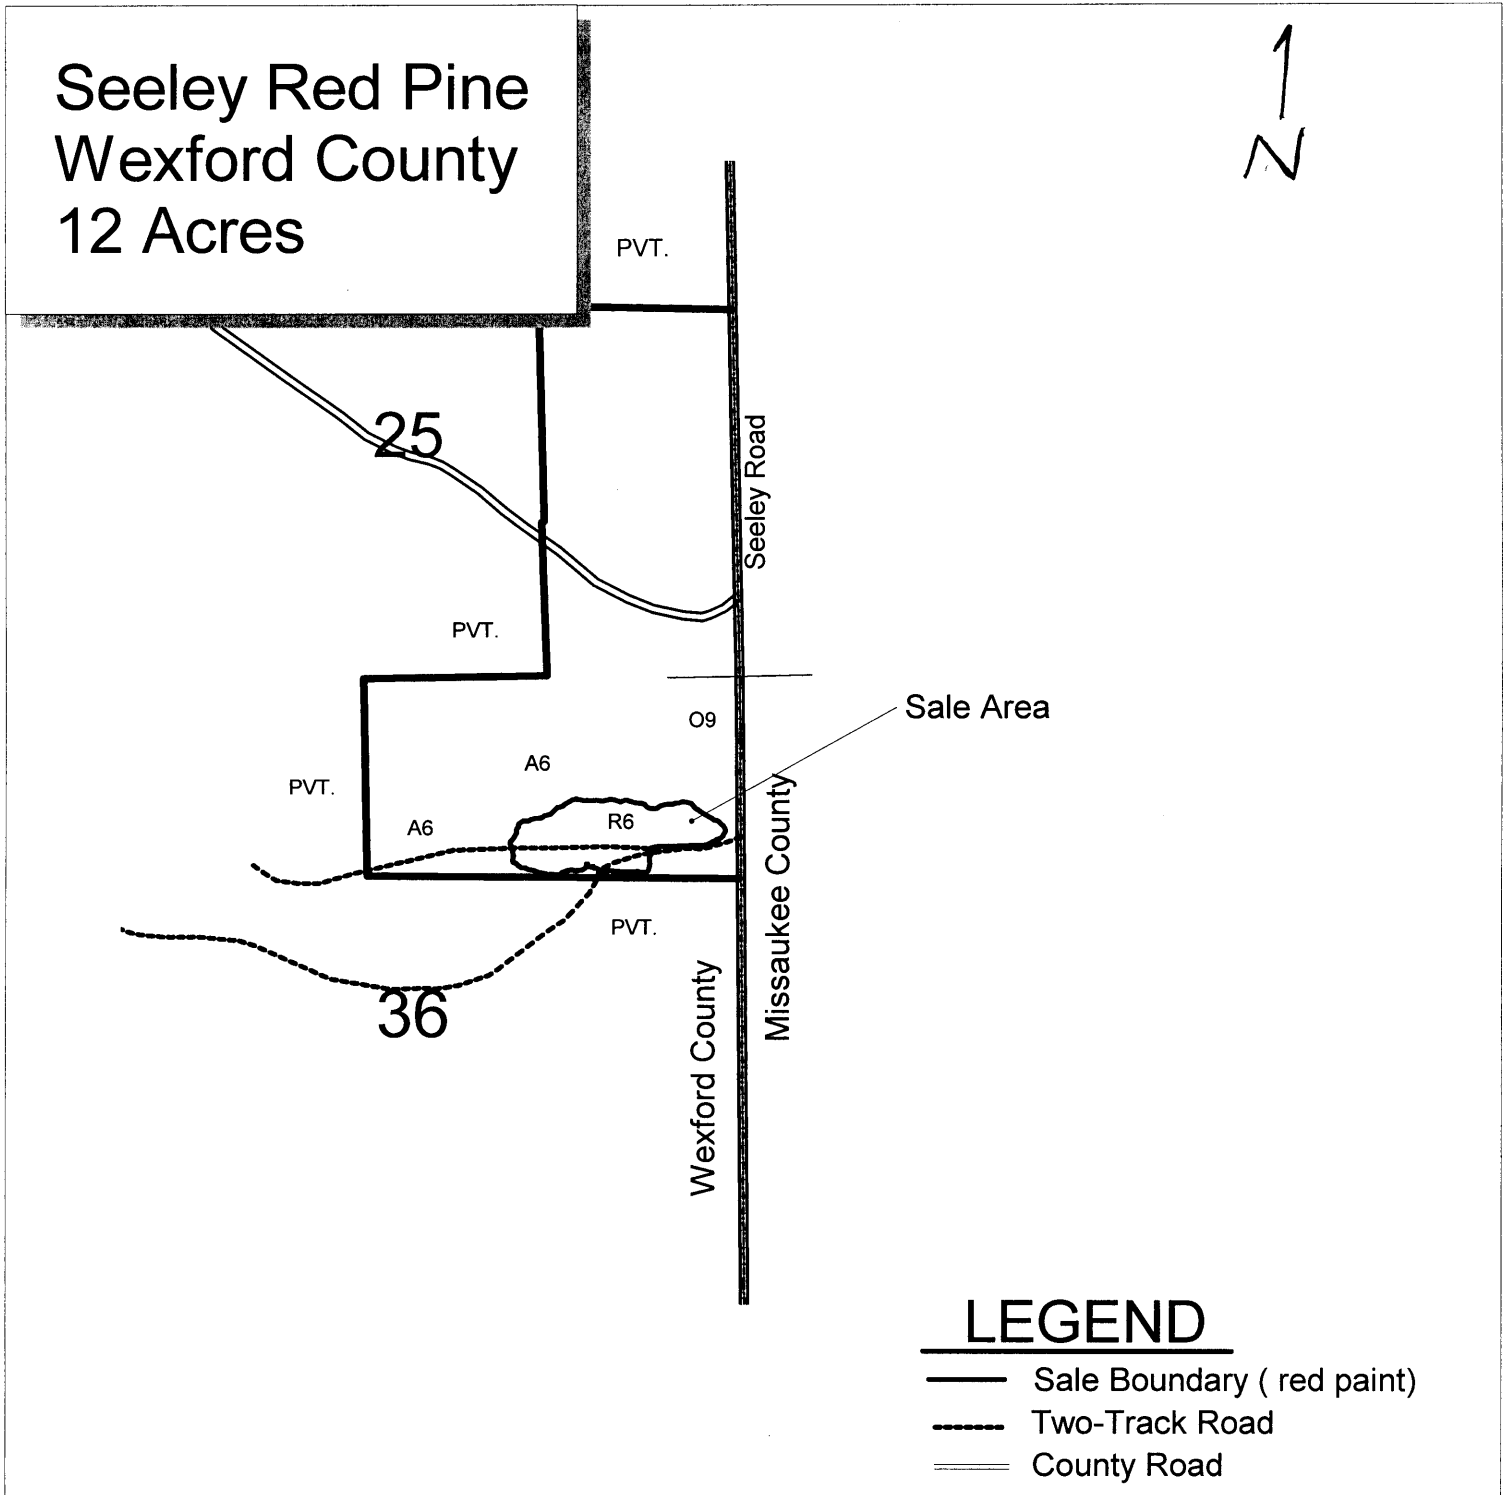 Seeley Red Pine
Wexford County
12 Acres
N
PVT.
25
Seeley Road
PVT.
Sale Area
O9
A6
PVT.
R6
A6
Missaukee County
PVT.
36
Wexford County
LEGEND
Sale Boundary ( red paint)
Two-Track Road
County Road